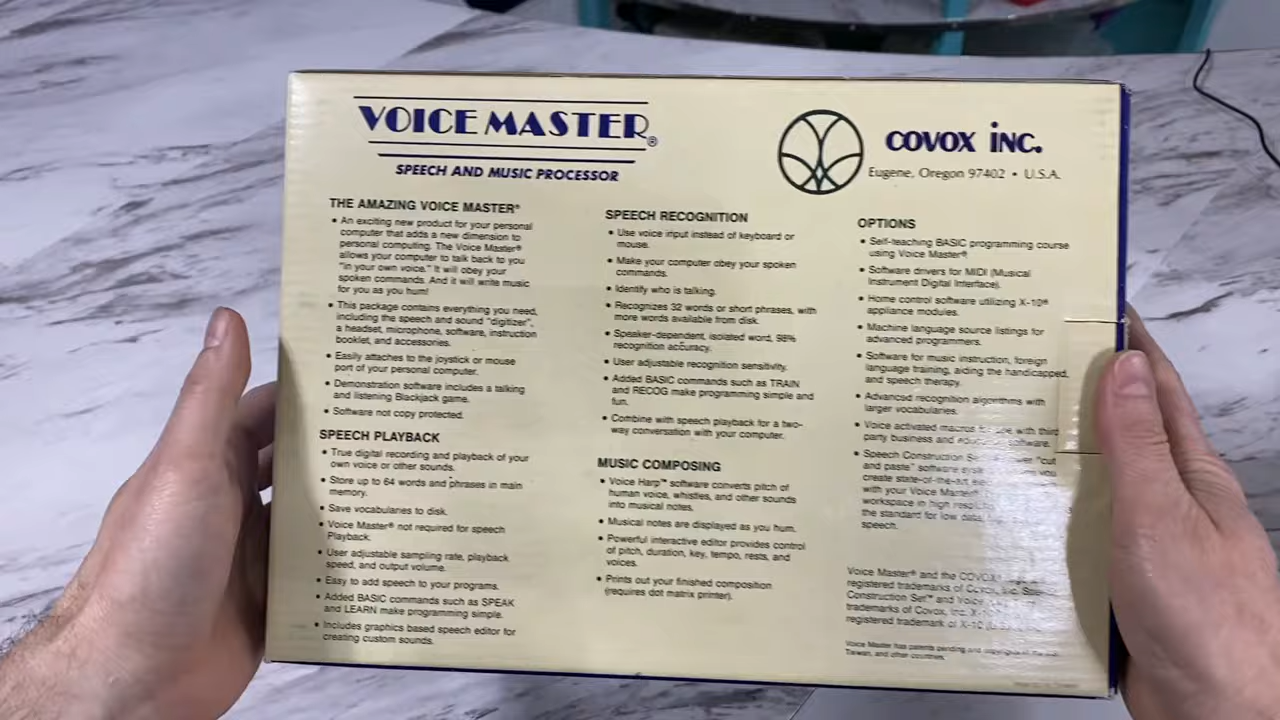 VOICE MASTER®
SPEECH AND MUSIC PROCESSOR
COVOX INC.
Eugene, Oregon 97402 • U.S.A.
THE AMAZING VOICE MASTER®
• An exciting new product for your personal
computer that adds a new dimension to
personal computing. The Voice Master®
allows your computer to talk back to you
"in your own voice." It will obey your
spoken commands. And it will write music
for you as you hum!
• This package contains everything you need,
including the speech and sound "digitizer",
a headset, microphone, software, instruction
booklet, and accessories.
• Easily attaches to the joystick or mouse
port of your personal computer.
• Demonstration software includes a talking
and listening Blackjack game.
• Software not copy protected.
SPEECH PLAYBACK
• True digital recording and playback of your
own voice or other sounds.
• Store up to 64 words and phrases in main
memory.
• Save vocabularies to disk.
• Voice Master® not required for speech
Playback.
• User adjustable sampling rate, playback
speed, and output volume.
• Easy to add speech to your programs.
• Added BASIC commands such as SPEAK
and LEARN make programming simple.
• Includes graphics based speech editor for
creating custom sounds.
SPEECH RECOGNITION
• Use voice input instead of keyboard or
mouse.
• Make your computer obey your spoken
commands.
• Identify who is talking.
• Recognizes 32 words or short phrases, with
more words available from disk.
• Speaker-dependent, isolated word, 98%
recognition accuracy.
• User adjustable recognition sensitivity.
• Added BASIC commands such as TRAIN
and RECOG make programming simple and
fun.
• Combine with speech playback for a two-
way conversation with your computer.
MUSIC COMPOSING
• Voice Harp™ software converts pitch of
human voice, whistles, and other sounds
into musical notes.
• Musical notes are displayed as you hum.
• Powerful interactive editor provides control
of pitch, duration, key, tempo, rests, and
voices.
• Prints out your finished composition
(requires dot matrix printer).
OPTIONS
• Self-teaching BASIC programming course
using Voice Master®.
• Software drivers for MIDI (Musical
Instrument Digital Interface).
• Home control software utilizing X-10®
appliance modules.
• Machine language source listings for
advanced programmers.
• Software for music instruction, foreign
language training, aiding the handicapped,
and speech therapy.
• Advanced recognition algorithms with
larger vocabularies.
• Voice activated macros with third
party business and software.
• Speech Construction "cut
and paste" software you
create state-of-the-art
with your Voice Master
workspace in high
the standard for low data
speech.
Voice Master® and the COVOX
registered trademarks of Covox, Inc.
Construction Set™ and Voice
trademarks of Covox, Inc. X-10
registered trademark of X-10
Voice Master has patents pending and
Taiwan, and other countries.